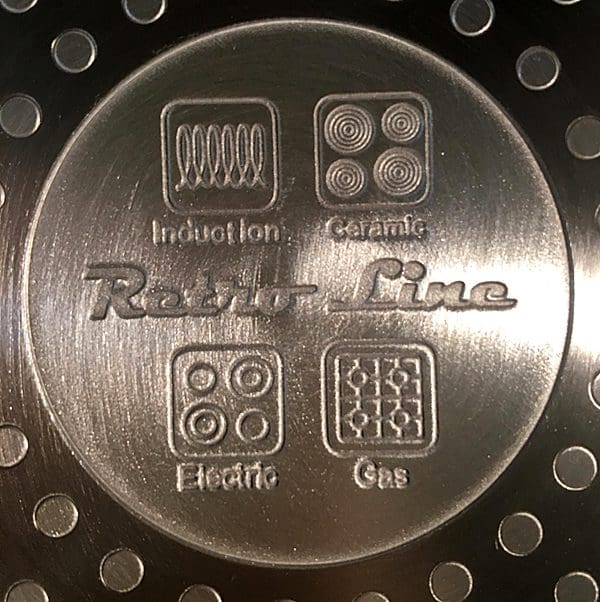 Induction Ceramic
Retro Line
Electric Gas